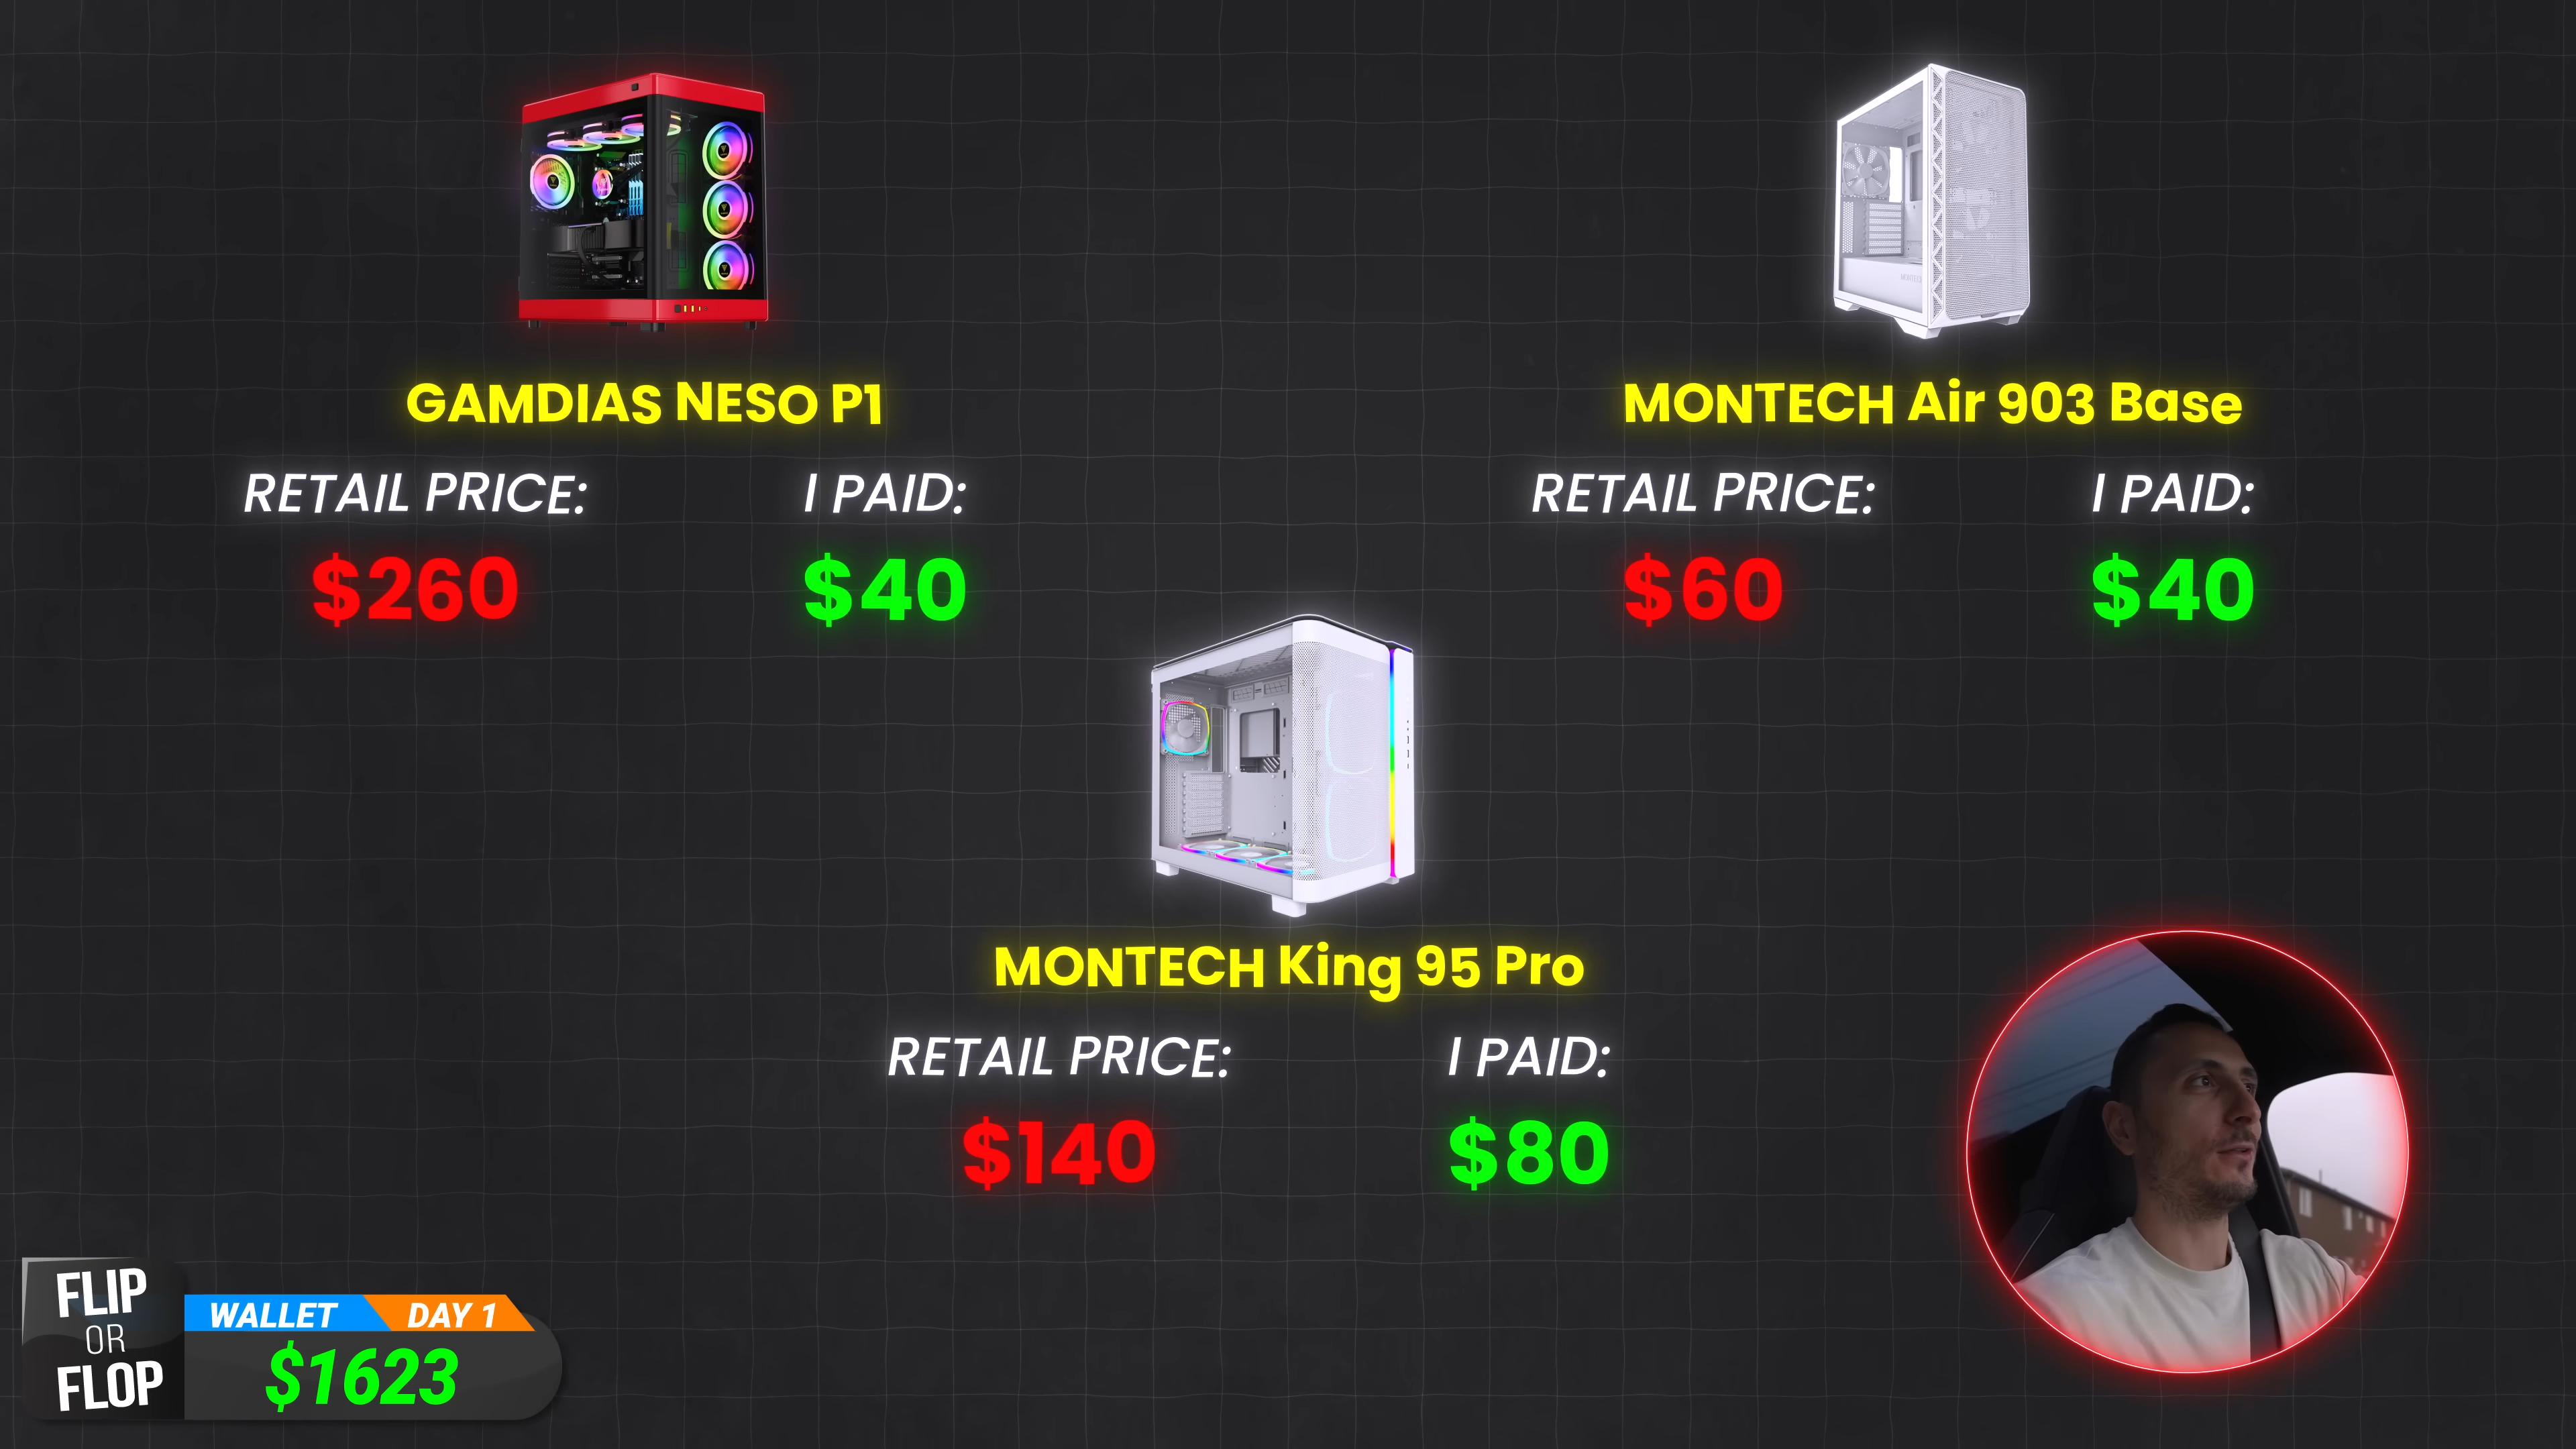 GAMDIAS NESO P1
RETAIL PRICE: I PAID:
$260 $40
MONTECH Air 903 Base
RETAIL PRICE: I PAID:
$60 $40
MONTECH King 95 Pro
RETAIL PRICE: I PAID:
$140 $80
FLIP
OR
FLOP
WALLET DAY 1
$1623